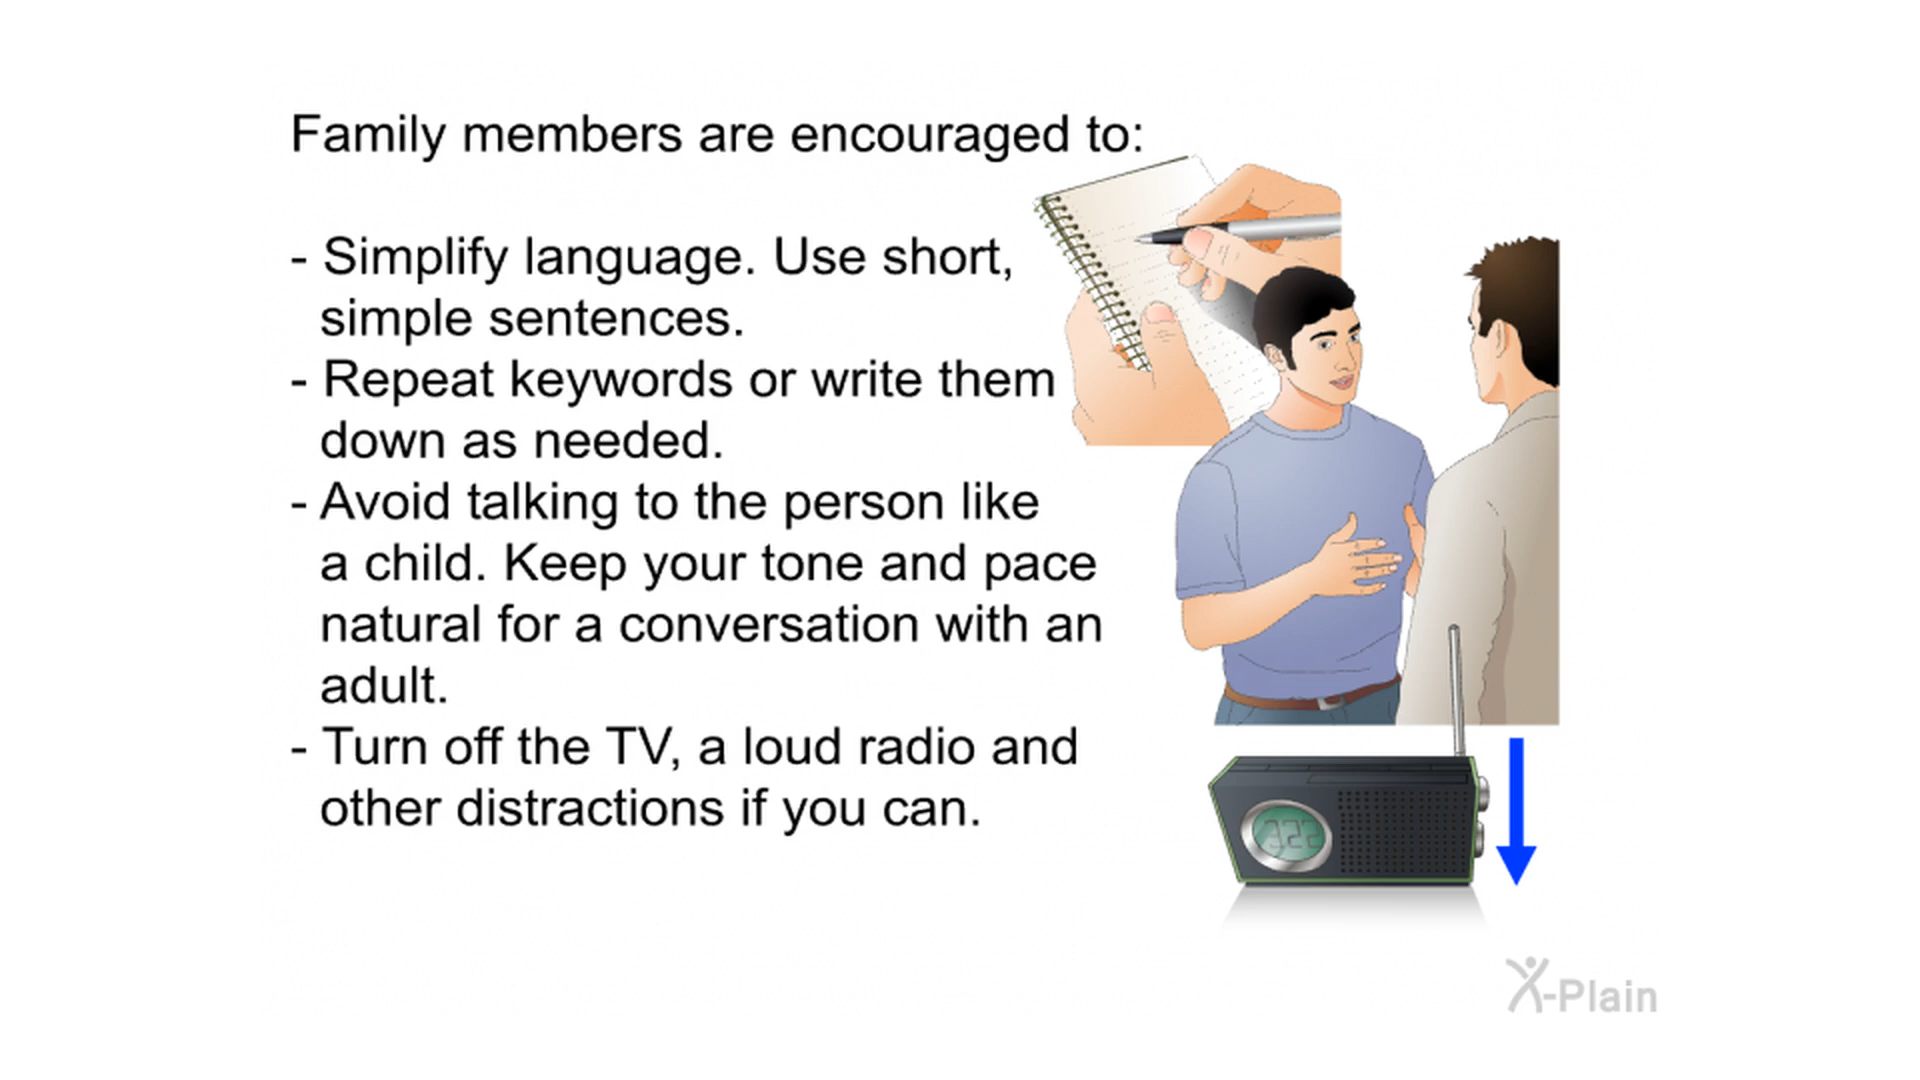 Family members are encouraged to:
- Simplify language. Use short,
simple sentences.
- Repeat keywords or write them
down as needed.
- Avoid talking to the person like
a child. Keep your tone and pace
natural for a conversation with an
adult.
- Turn off the TV, a loud radio and
other distractions if you can.
322
X-Plain